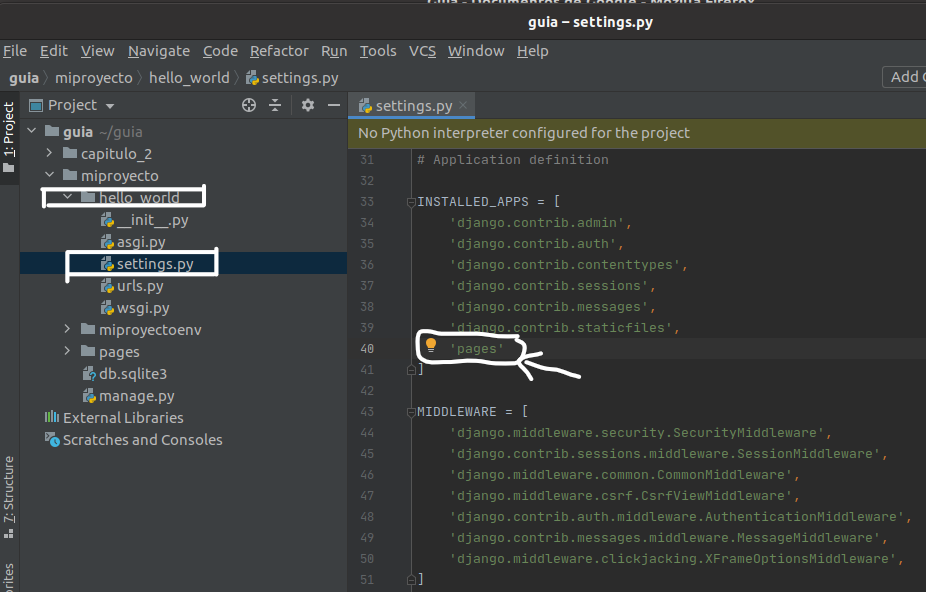 Guia - Documentos de Google - Mozilla Firefox
guia – settings.py
File Edit View Navigate Code Refactor Run Tools VCS Window Help
guia miproyecto hello_world settings.py Add
1: Project
Project
settings.py
guia ~/guia
No Python interpreter configured for the project
capitulo_2
miproyecto
hello_world
__init__.py
asgi.py
settings.py
urls.py
wsgi.py
miproyectoenv
pages
db.sqlite3
manage.py
External Libraries
Scratches and Consoles
7: Structure
31 # Application definition
32
33 INSTALLED_APPS = [
34 'django.contrib.admin',
35 'django.contrib.auth',
36 'django.contrib.contenttypes',
37 'django.contrib.sessions',
38 'django.contrib.messages',
39 'django.contrib.staticfiles',
40 'pages'
41 ]
42
43 MIDDLEWARE = [
44 'django.middleware.security.SecurityMiddleware',
45 'django.contrib.sessions.middleware.SessionMiddleware',
46 'django.middleware.common.CommonMiddleware',
47 'django.middleware.csrf.CsrfViewMiddleware',
48 'django.contrib.auth.middleware.AuthenticationMiddleware',
49 'django.contrib.messages.middleware.MessageMiddleware',
50 'django.middleware.clickjacking.XFrameOptionsMiddleware',
51 ]